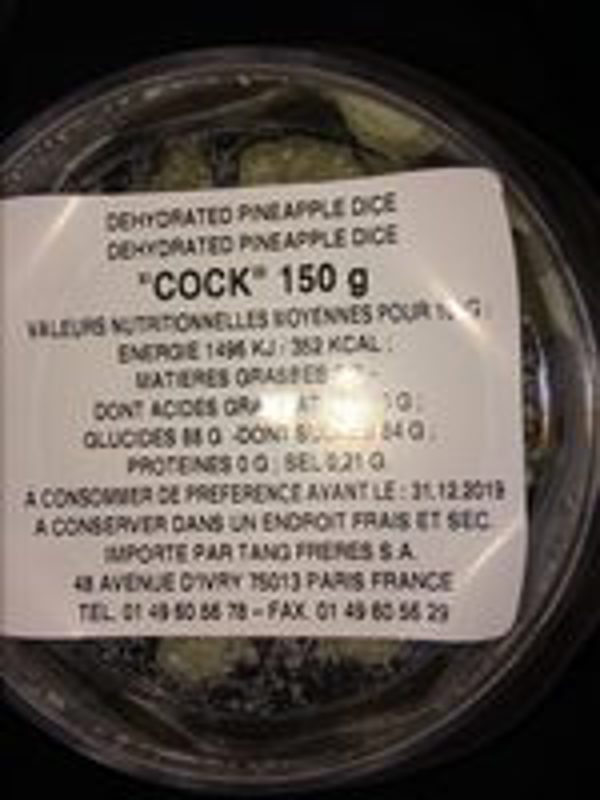 DEHYDRATED PINEAPPLE DICE
DEHYDRATED PINEAPPLE DICE
"COCK" 150 g
VALEURS NUTRITIONNELLES MOYENNES POUR G :
ENERGIE 1496 KJ : 352 KCAL :
MATIERES GRASSES
DONT ACIDES G :
GLUCIDES 88 G -DONT 84 G :
PROTEINES 0 G : SEL 0,21 G
A CONSOMMER DE PREFERENCE AVANT LE : 31.12.2019
A CONSERVER DANS UN ENDROIT FRAIS ET SEC.
IMPORTE PAR TANG FRERES S.A.
48 AVENUE D'IVRY 75013 PARIS FRANCE
TEL. 01 49 60 56 78 - FAX. 01 49 60 56 29